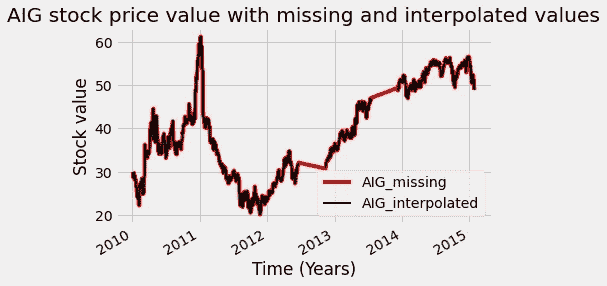 AIG stock price value with missing and interpolated values
60
50
40
30
20
Stock value
AIG_missing
AIG_interpolated
2010
2011
2012
2013
2014
2015
Time (Years)